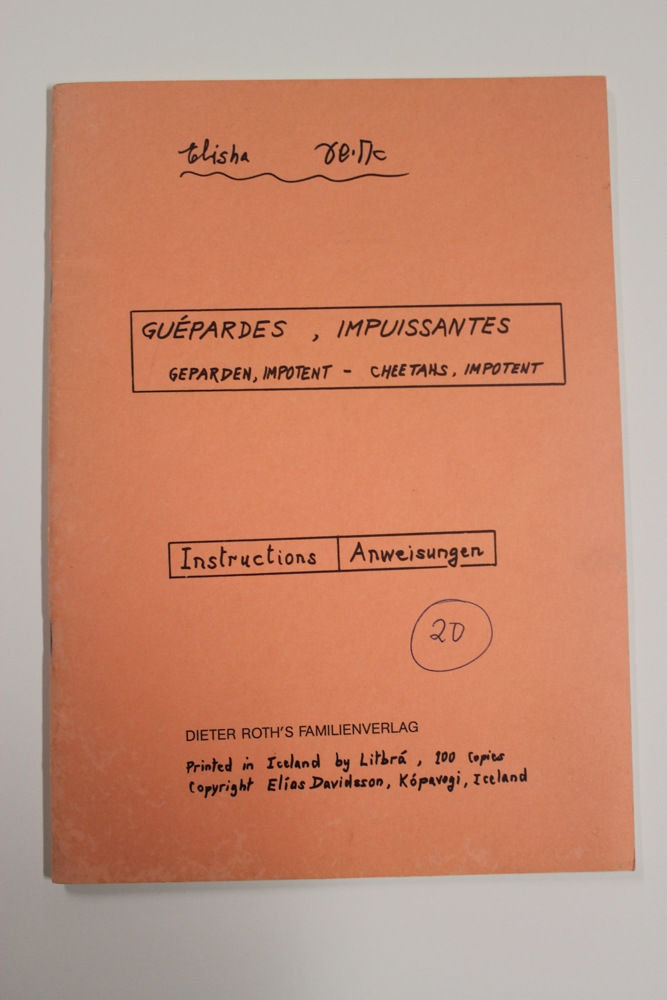 Elisha
GUÉPARDES , IMPUISSANTES
GEPARDEN, IMPOTENT - CHEETAHS, IMPOTENT
Instructions Anweisungen
20
DIETER ROTH'S FAMILIENVERLAG
Printed in Iceland by Litbrá , 200 Copies
Copyright Elías Davidsson, Kópavogi, Iceland